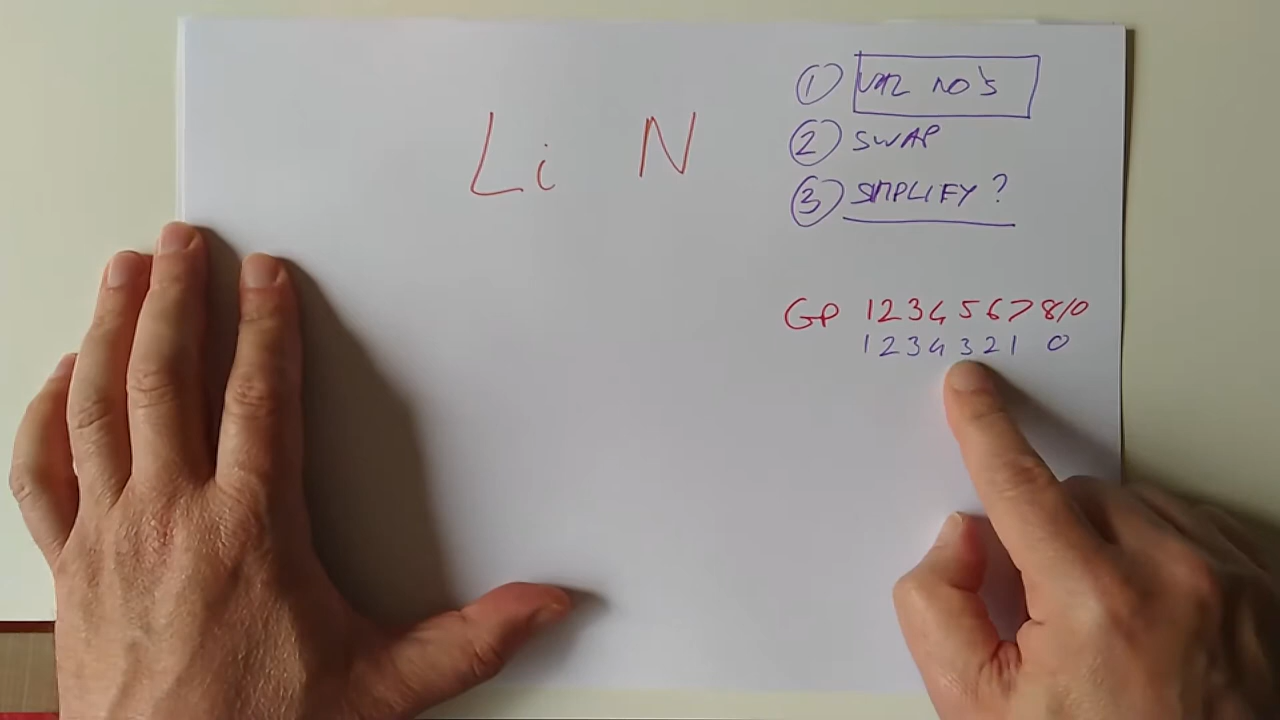 Li N
① VAL NO'S
② SWAP
③ SIMPLIFY?
GP 1 2 3 4 5 6 7 8/0
1 2 3 4 3 2 1 0